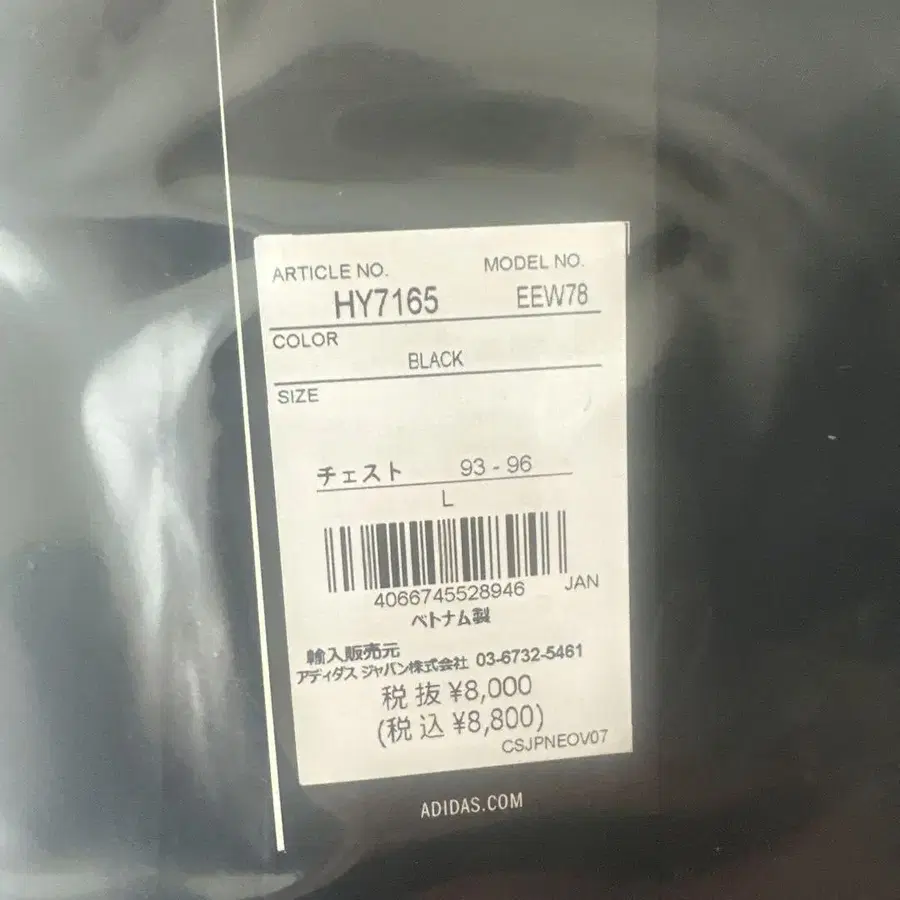 ARTICLE NO. MODEL NO.
HY7165 EEW78
COLOR
BLACK
SIZE
チェスト 93 - 96
L
4066745528946 JAN
ベトナム製
輸入販売元
アディダス ジャパン株式会社 03-6732-5461
税 抜 ¥8,000
(税 込 ¥8,800)
CSJPNEOV07
ADIDAS.COM